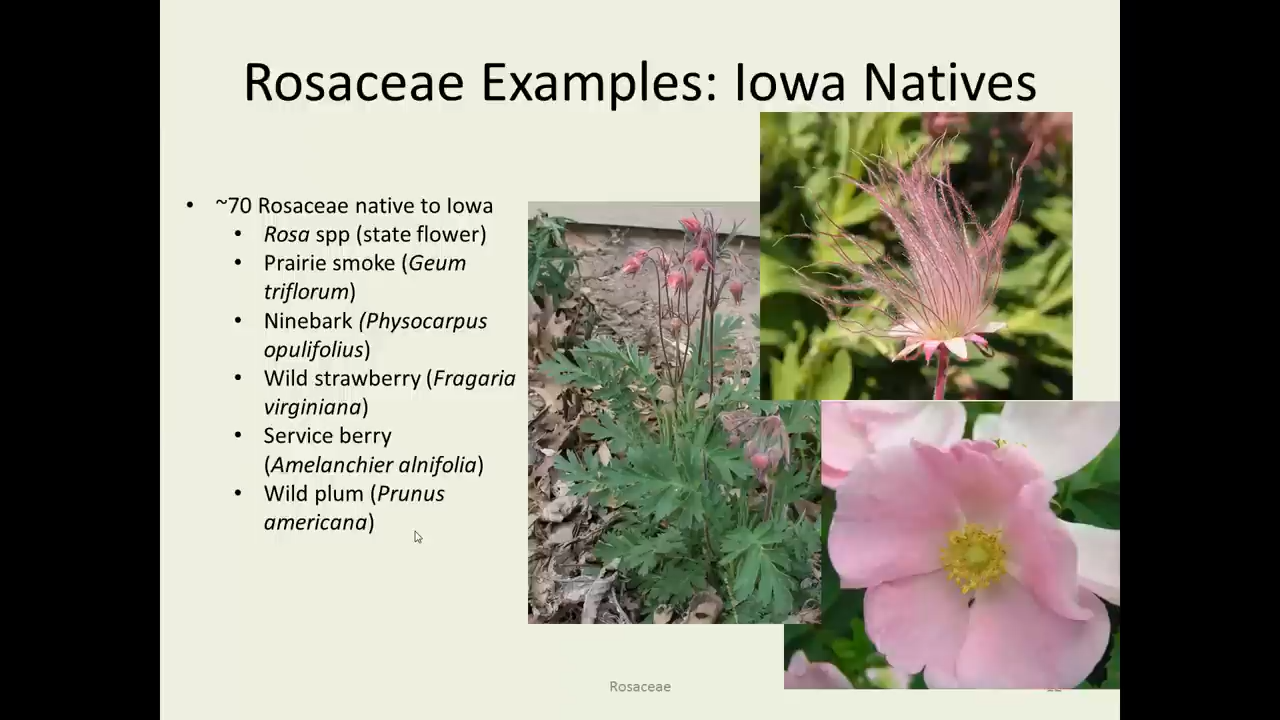 Rosaceae Examples: Iowa Natives
• ~70 Rosaceae native to Iowa
• Rosa spp (state flower)
• Prairie smoke (Geum
triflorum)
• Ninebark (Physocarpus
opulifolius)
• Wild strawberry (Fragaria
virginiana)
• Service berry
(Amelanchier alnifolia)
• Wild plum (Prunus
americana)
Rosaceae